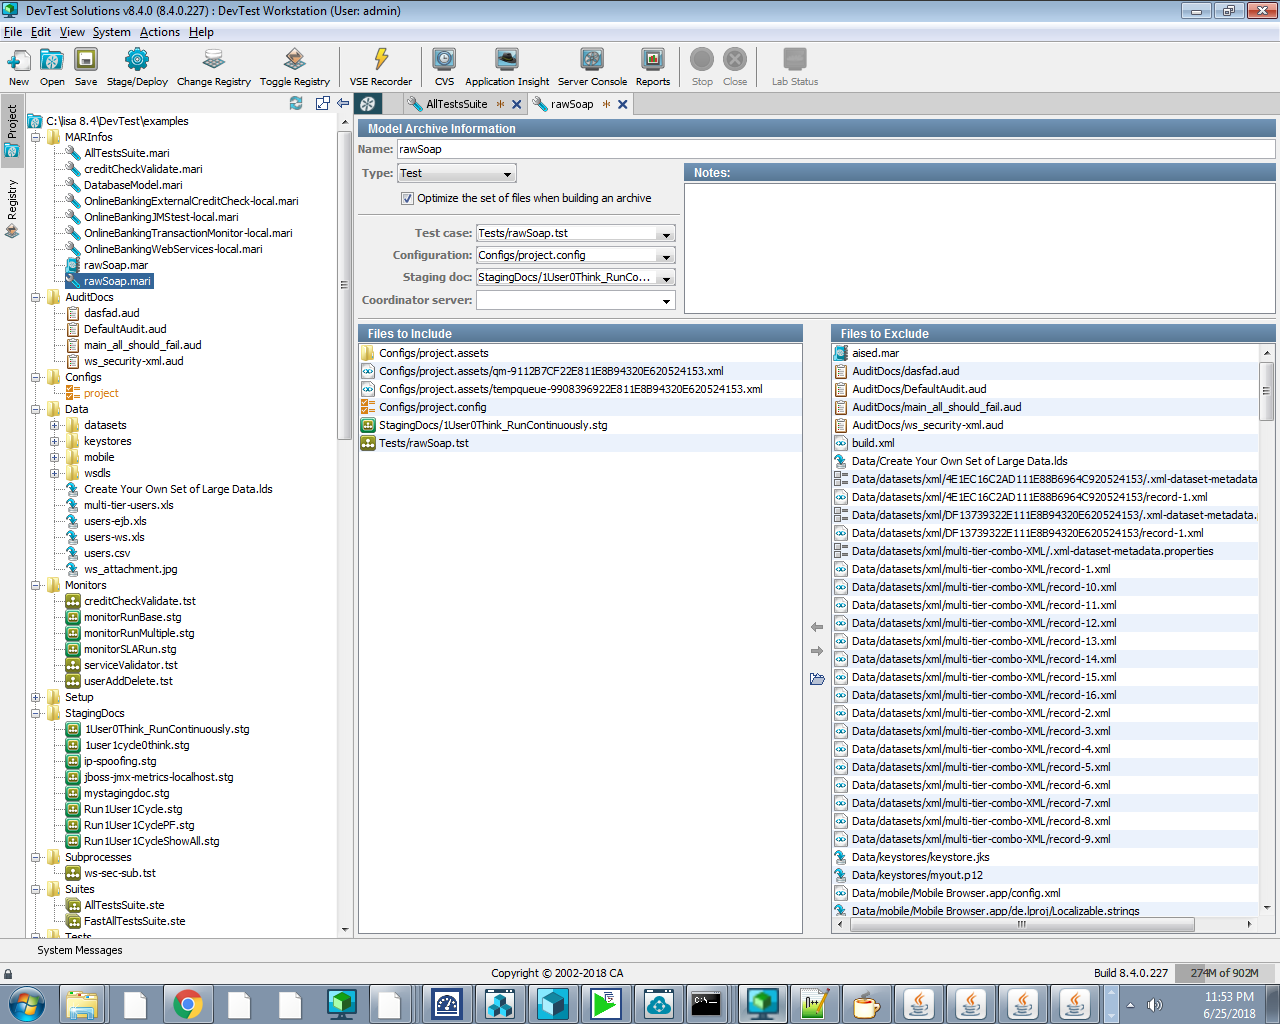 DevTest Solutions v8.4.0 (8.4.0.227) : DevTest Workstation (User: admin)
File Edit View System Actions Help
New Open Save Stage/Deploy Change Registry Toggle Registry VSE Recorder CVS Application Insight Server Console Reports Stop Close Lab Status
Project
Registry
C:\lisa 8.4\DevTest\examples
MARInfos
AllTestsSuite.mari
creditCheckValidate.mari
DatabaseModel.mari
OnlineBankingExternalCreditCheck-local.mari
OnlineBankingJMStest-local.mari
OnlineBankingTransactionMonitor-local.mari
OnlineBankingWebServices-local.mari
rawSoap.mar
rawSoap.mari
AuditDocs
dasfad.aud
DefaultAudit.aud
main_all_should_fail.aud
ws_security-xml.aud
Configs
project
Data
datasets
keystores
mobile
wsdls
Create Your Own Set of Large Data.lds
multi-tier-users.xls
users-ejb.xls
users-ws.xls
users.csv
ws_attachment.jpg
Monitors
creditCheckValidate.tst
monitorRunBase.stg
monitorRunMultiple.stg
monitorSLARun.stg
serviceValidator.tst
userAddDelete.tst
Setup
StagingDocs
1User0Think_RunContinuously.stg
1user1cycle0think.stg
ip-spoofing.stg
jboss-jmx-metrics-localhost.stg
mystagingdoc.stg
Run1User1Cycle.stg
Run1User1CyclePF.stg
Run1User1CycleShowAll.stg
Subprocesses
ws-sec-sub.tst
Suites
AllTestsSuite.ste
FastAllTestsSuite.ste
Tests
AllTestsSuite rawSoap
Model Archive Information
Name: rawSoap
Type: Test
Optimize the set of files when building an archive
Test case: Tests/rawSoap.tst
Configuration: Configs/project.config
Staging doc: StagingDocs/1User0Think_RunCo...
Coordinator server:
Notes:
Files to Include
Configs/project.assets
Configs/project.assets/qm-9112B7CF22E811E8B94320E620524153.xml
Configs/project.assets/tempqueue-9908396922E811E8B94320E620524153.xml
Configs/project.config
StagingDocs/1User0Think_RunContinuously.stg
Tests/rawSoap.tst
Files to Exclude
aised.mar
AuditDocs/dasfad.aud
AuditDocs/DefaultAudit.aud
AuditDocs/main_all_should_fail.aud
AuditDocs/ws_security-xml.aud
build.xml
Data/Create Your Own Set of Large Data.lds
Data/datasets/xml/4E1EC16C2AD111E88B6964C920524153/.xml-dataset-metadata
Data/datasets/xml/4E1EC16C2AD111E88B6964C920524153/record-1.xml
Data/datasets/xml/DF13739322E111E8B94320E620524153/.xml-dataset-metadata.
Data/datasets/xml/DF13739322E111E8B94320E620524153/record-1.xml
Data/datasets/xml/multi-tier-combo-XML/.xml-dataset-metadata.properties
Data/datasets/xml/multi-tier-combo-XML/record-1.xml
Data/datasets/xml/multi-tier-combo-XML/record-10.xml
Data/datasets/xml/multi-tier-combo-XML/record-11.xml
Data/datasets/xml/multi-tier-combo-XML/record-12.xml
Data/datasets/xml/multi-tier-combo-XML/record-13.xml
Data/datasets/xml/multi-tier-combo-XML/record-14.xml
Data/datasets/xml/multi-tier-combo-XML/record-15.xml
Data/datasets/xml/multi-tier-combo-XML/record-16.xml
Data/datasets/xml/multi-tier-combo-XML/record-2.xml
Data/datasets/xml/multi-tier-combo-XML/record-3.xml
Data/datasets/xml/multi-tier-combo-XML/record-4.xml
Data/datasets/xml/multi-tier-combo-XML/record-5.xml
Data/datasets/xml/multi-tier-combo-XML/record-6.xml
Data/datasets/xml/multi-tier-combo-XML/record-7.xml
Data/datasets/xml/multi-tier-combo-XML/record-8.xml
Data/datasets/xml/multi-tier-combo-XML/record-9.xml
Data/keystores/keystore.jks
Data/keystores/myout.p12
Data/mobile/Mobile Browser.app/config.xml
Data/mobile/Mobile Browser.app/de.lproj/Localizable.strings
System Messages
Copyright © 2002-2018 CA
Build 8.4.0.227
274M of 902M
11:53 PM
6/25/2018